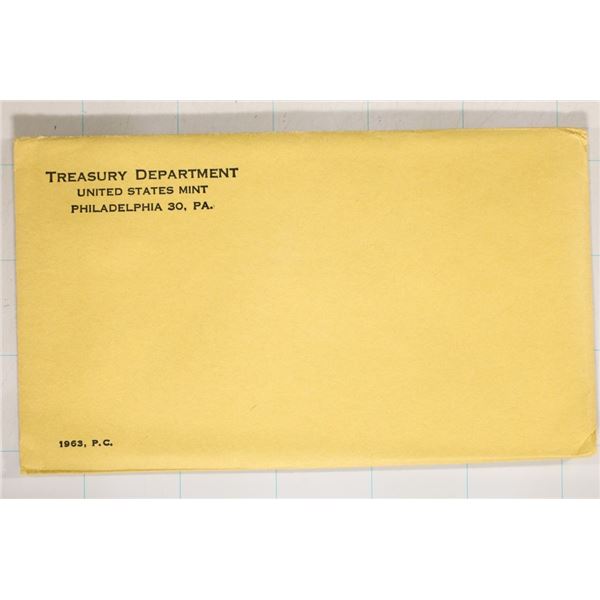 TREASURY DEPARTMENT
UNITED STATES MINT
PHILADELPHIA 30, PA.
1963, P.C.